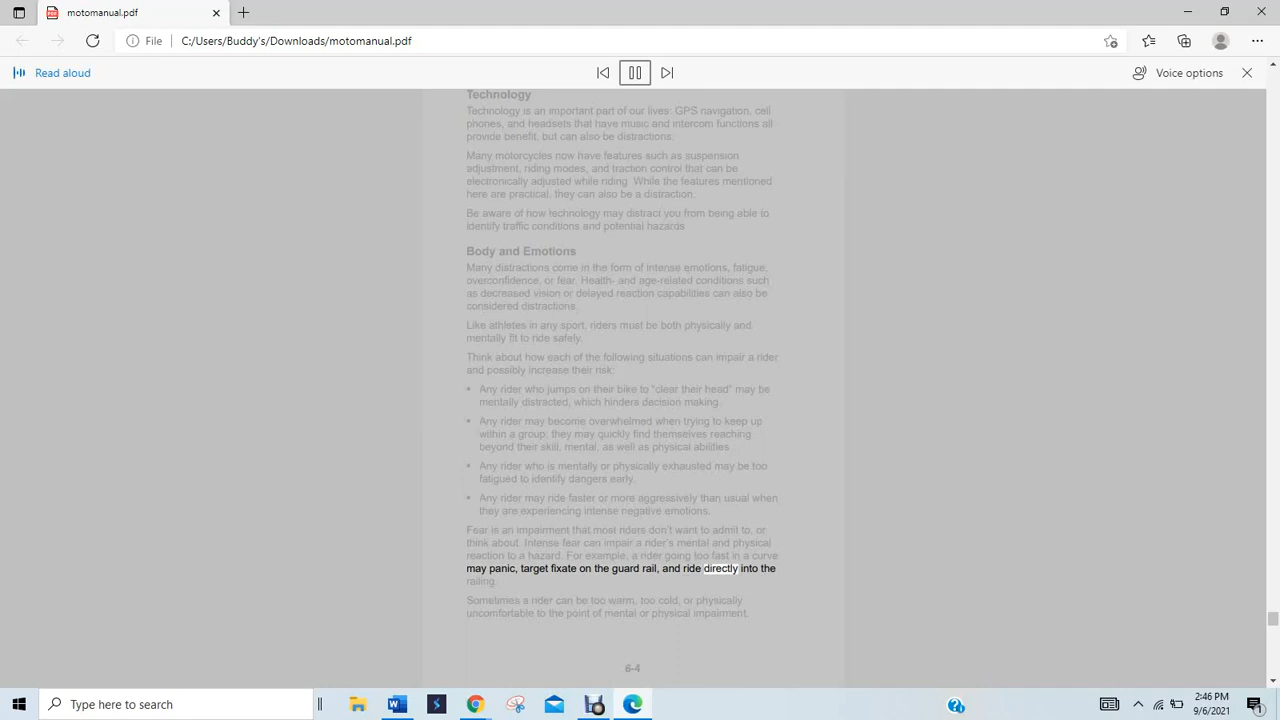 motomanual.pdf
File C:/Users/Buddy's/Downloads/motomanual.pdf
Read aloud
Voice options
Technology
Technology is an important part of our lives: GPS navigation, cell
phones, and headsets that have music and intercom functions all
provide benefit, but can also be distractions.
Many motorcycles now have features such as suspension
adjustment, riding modes, and traction control that can be
electronically adjusted while riding. While the features mentioned
here are practical, they can also be a distraction.
Be aware of how technology may distract you from being able to
identify traffic conditions and potential hazards
Body and Emotions
Many distractions come in the form of intense emotions, fatigue,
overconfidence, or fear. Health- and age-related conditions such
as decreased vision or delayed reaction capabilities can also be
considered distractions.
Like athletes in any sport, riders must be both physically and
mentally fit to ride safely.
Think about how each of the following situations can impair a rider
and possibly increase their risk:
• Any rider who jumps on their bike to “clear their head” may be
mentally distracted, which hinders decision making.
• Any rider may become overwhelmed when trying to keep up
within a group; they may quickly find themselves reaching
beyond their skill, mental, as well as physical abilities
• Any rider who is mentally or physically exhausted may be too
fatigued to identify dangers early.
• Any rider may ride faster or more aggressively than usual when
they are experiencing intense negative emotions.
Fear is an impairment that most riders don’t want to admit to, or
think about. Intense fear can impair a rider’s mental and physical
reaction to a hazard. For example, a rider going too fast in a curve
may panic, target fixate on the guard rail, and ride directly into the
railing.
Sometimes a rider can be too warm, too cold, or physically
uncomfortable to the point of mental or physical impairment.
6-4
Type here to search
2:46 PM
9/6/2021